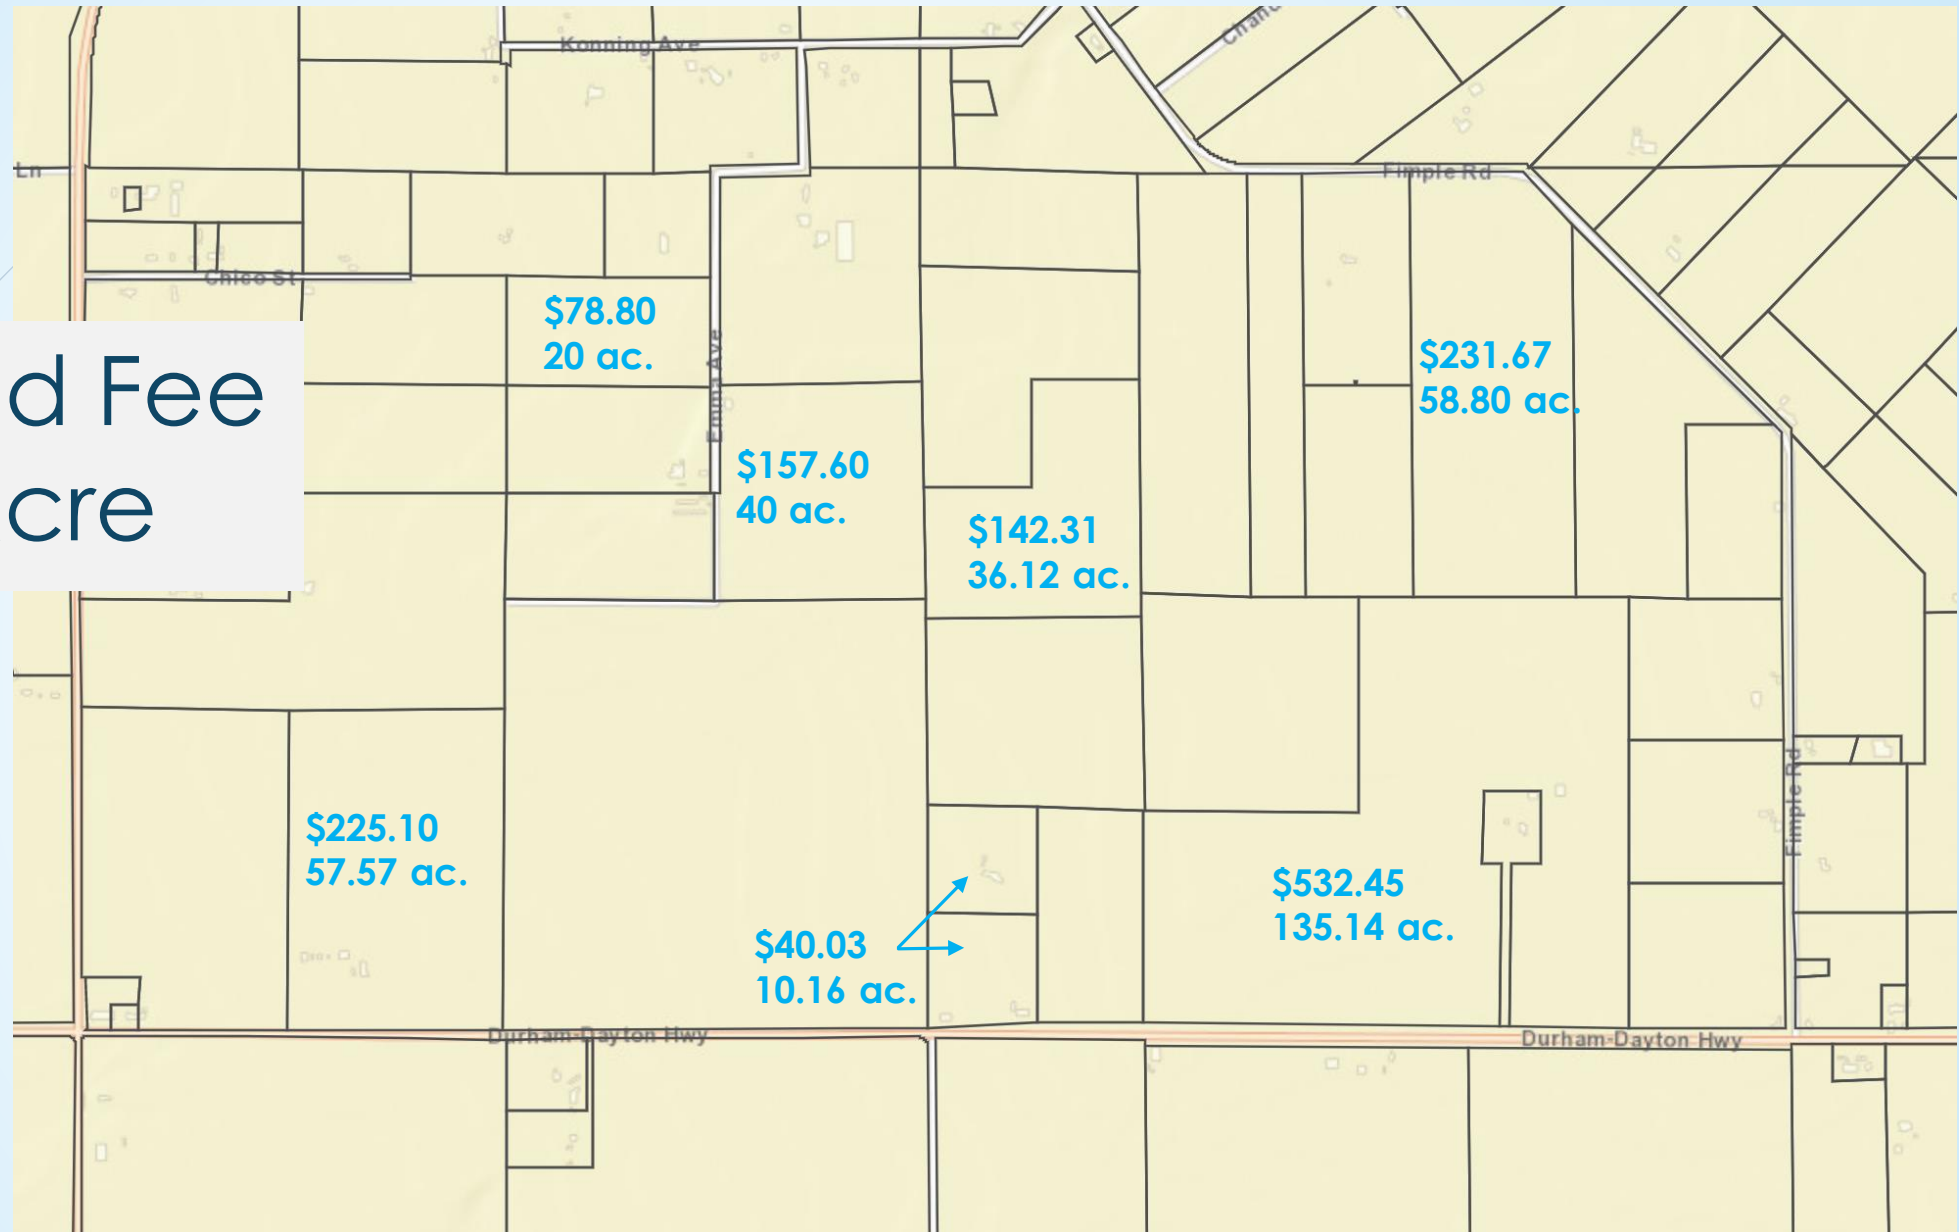 Konning Ave
Fimple Rd
Ln
Chico St
$78.80
20 ac.
Emma Ave
d Fee
cre
$231.67
58.80 ac.
$157.60
40 ac.
$142.31
36.12 ac.
$225.10
57.57 ac.
Fimple Rd
$532.45
135.14 ac.
$40.03
10.16 ac.
Durham-Dayton Hwy
Durham-Dayton Hwy